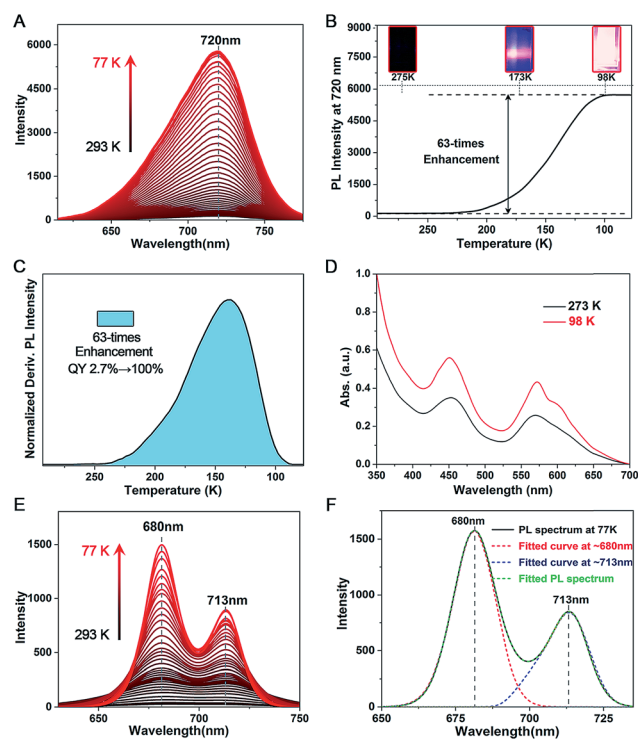 A
720nm
6000
4500
3000
1500
0
77 K
293 K
Intensity
650
700
750
Wavelength(nm)
B
9000
7500
6000
4500
3000
1500
0
PL Intensity at 720 nm
275K
173K
98K
63-times
Enhancement
250
200
150
100
Temperature (K)
C
Normalized Deriv. PL Intensity
63-times
Enhancement
QY 2.7%→100%
250
200
150
100
Temperature (K)
D
1.0
0.8
0.6
0.4
0.2
0.0
Abs. (a.u.)
273 K
98 K
350
400
450
500
550
600
650
700
Wavelength (nm)
E
680nm
713nm
1500
1000
500
0
77 K
293 K
Intensity
650
700
750
Wavelength(nm)
F
680nm
713nm
PL spectrum at 77K
Fitted curve at ~680nm
Fitted curve at ~713nm
Fitted PL spectrum
1500
1000
500
0
Intensity
650
675
700
725
Wavelength(nm)